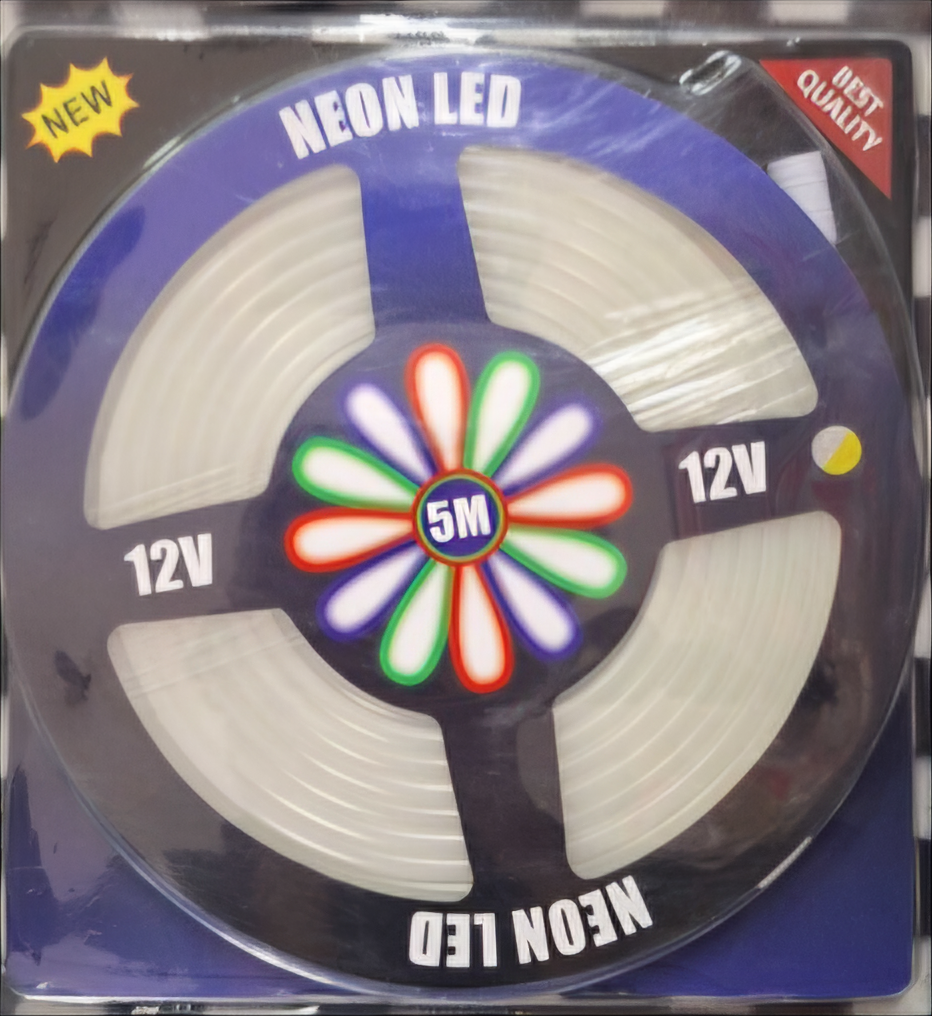 NEW
NEON LED
BEST
QUALITY
12V
5M
12V
NEON LED